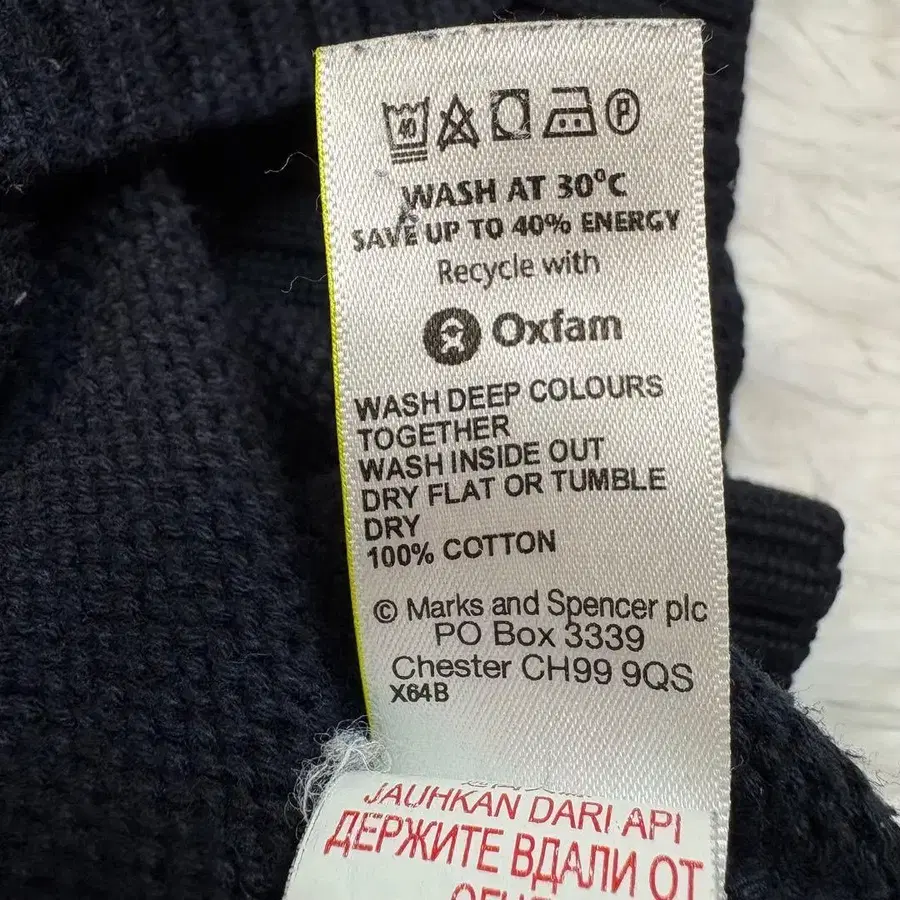 40 P
WASH AT 30°C
SAVE UP TO 40% ENERGY
Recycle with
Oxfam
WASH DEEP COLOURS
TOGETHER
WASH INSIDE OUT
DRY FLAT OR TUMBLE
DRY
100% COTTON
© Marks and Spencer plc
PO Box 3339
Chester CH99 9QS
X64B
JAUHKAN DARI API
ДЕРЖИТЕ ВДАЛИ ОТ